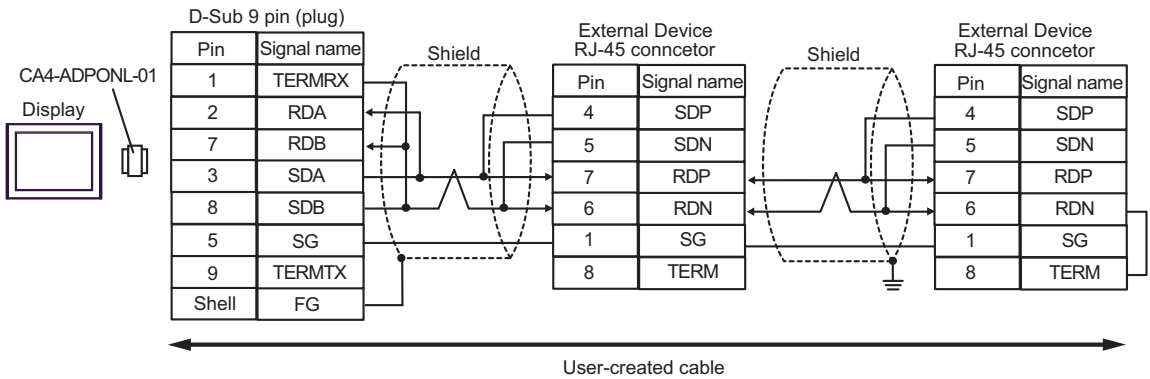 D-Sub 9 pin (plug)
External Device
RJ-45 conncetor
External Device
RJ-45 conncetor
CA4-ADPONL-01
Display
Shield
Shield
Pin Signal name
1 TERMRX
2 RDA
7 RDB
3 SDA
8 SDB
5 SG
9 TERMTX
Shell FG
Pin Signal name
4 SDP
5 SDN
7 RDP
6 RDN
1 SG
8 TERM
Pin Signal name
4 SDP
5 SDN
7 RDP
6 RDN
1 SG
8 TERM
User-created cable